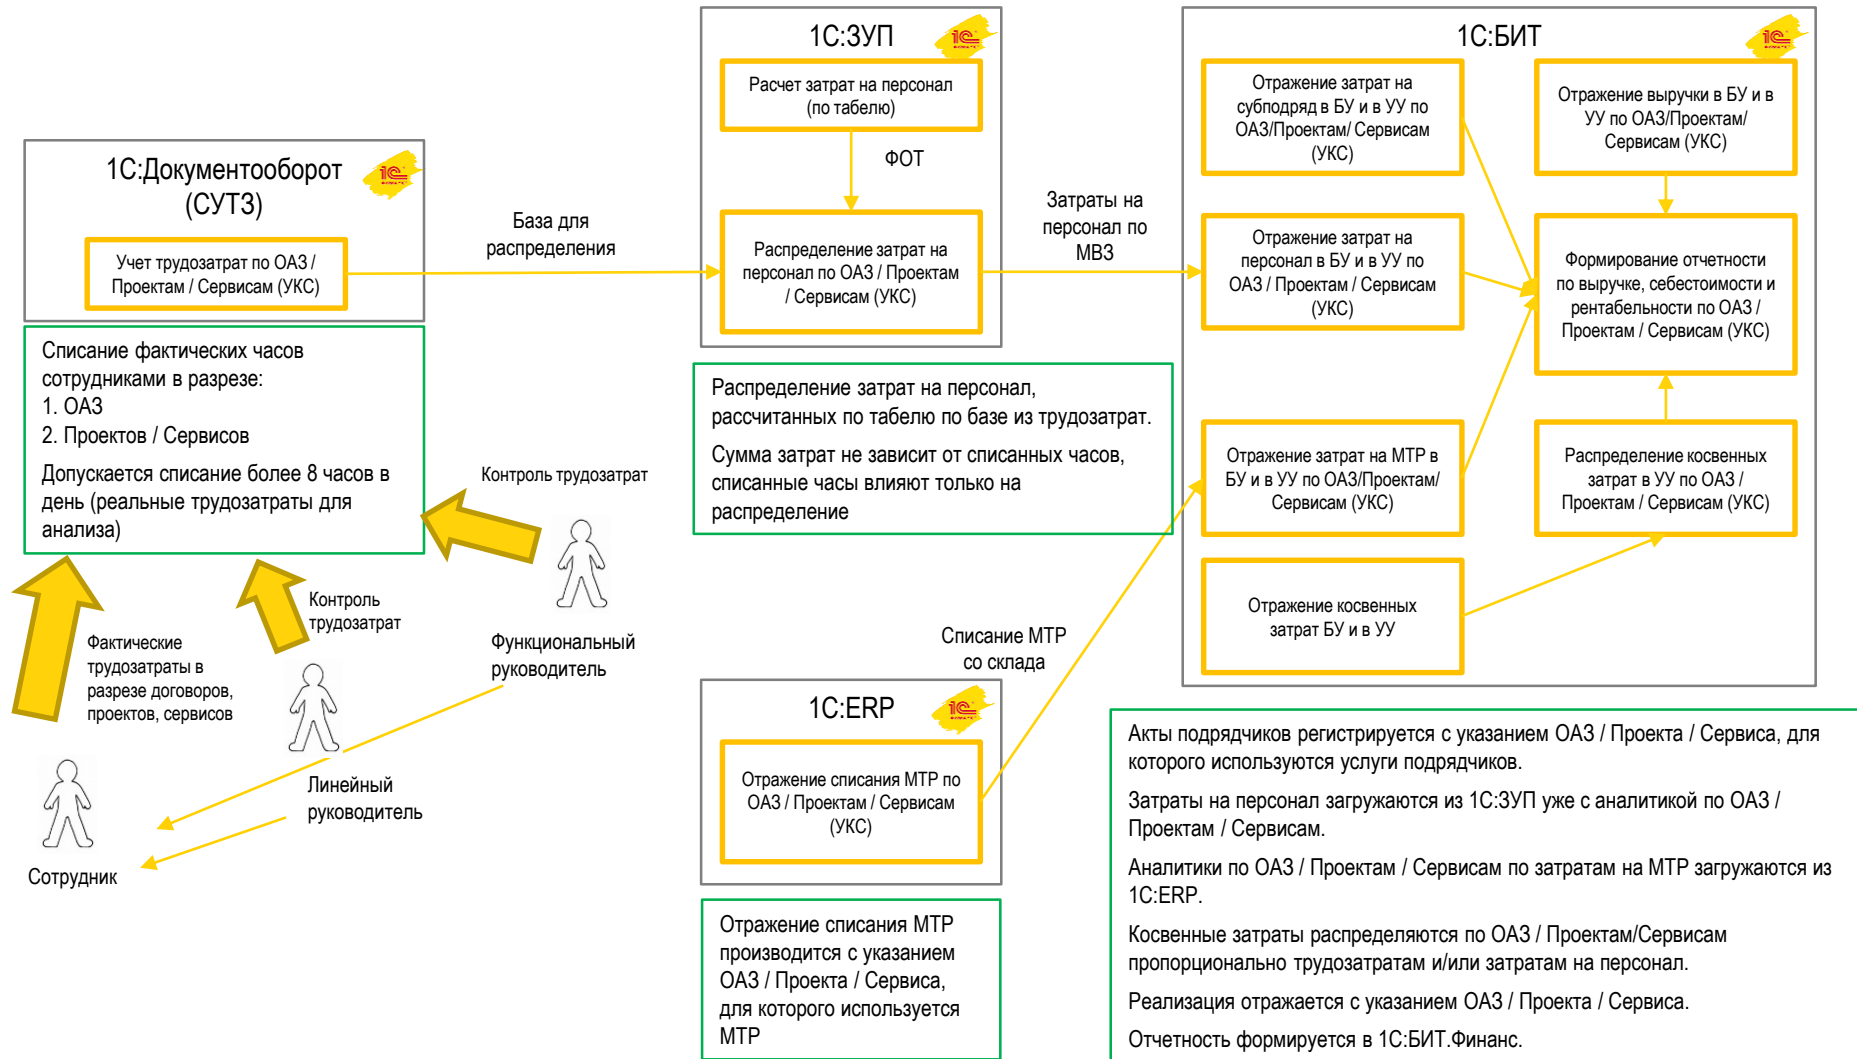 1С:Документооборот
(СУТЗ)
Учет трудозатрат по ОАЗ /
Проектам / Сервисам (УКС)
Списание фактических часов
сотрудниками в разрезе:
1. ОАЗ
2. Проектов / Сервисов
Допускается списание более 8 часов в
день (реальные трудозатраты для
анализа)
Контроль трудозатрат
Контроль
трудозатрат
Фактические
трудозатраты в
разрезе договоров,
проектов, сервисов
Функциональный
руководитель
Линейный
руководитель
Сотрудник
База для
распределения
1С:ЗУП
Расчет затрат на персонал
(по табелю)
ФОТ
Распределение затрат на
персонал по ОАЗ / Проектам
/ Сервисам (УКС)
Распределение затрат на персонал,
рассчитанных по табелю по базе из трудозатрат.
Сумма затрат не зависит от списанных часов,
списанные часы влияют только на
распределение
Затраты на
персонал по
МВЗ
Списание МТР
со склада
1С:ERP
Отражение списания МТР по
ОАЗ / Проектам / Сервисам
(УКС)
Отражение списания МТР
производится с указанием
ОАЗ / Проекта / Сервиса,
для которого используется
МТР
1С:БИТ
Отражение затрат на
субподряд в БУ и в УУ по
ОАЗ/Проектам/ Сервисам
(УКС)
Отражение выручки в БУ и в
УУ по ОАЗ/Проектам/
Сервисам (УКС)
Отражение затрат на
персонал в БУ и в УУ по
ОАЗ / Проектам / Сервисам
(УКС)
Формирование отчетности
по выручке, себестоимости и
рентабельности по ОАЗ /
Проектам / Сервисам (УКС)
Отражение затрат на МТР в
БУ и в УУ по ОАЗ/Проектам/
Сервисам (УКС)
Распределение косвенных
затрат в УУ по ОАЗ /
Проектам / Сервисам (УКС)
Отражение косвенных
затрат БУ и в УУ
Акты подрядчиков регистрируется с указанием ОАЗ / Проекта / Сервиса, для
которого используются услуги подрядчиков.
Затраты на персонал загружаются из 1С:ЗУП уже с аналитикой по ОАЗ /
Проектам / Сервисам.
Аналитики по ОАЗ / Проектам / Сервисам по затратам на МТР загружаются из
1С:ERP.
Косвенные затраты распределяются по ОАЗ / Проектам/Сервисам
пропорционально трудозатратам и/или затратам на персонал.
Реализация отражается с указанием ОАЗ / Проекта / Сервиса.
Отчетность формируется в 1С:БИТ.Финанс.